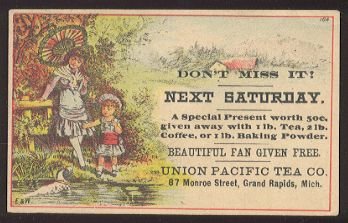 164
DON'T MISS IT!
NEXT SATURDAY.
A Special Present worth 50c.
given away with 1 lb. Tea, 2 lb.
Coffee, or 1 lb. Baking Powder.
BEAUTIFUL FAN GIVEN FREE.
UNION PACIFIC TEA CO.
87 Monroe Street, Grand Rapids, Mich.